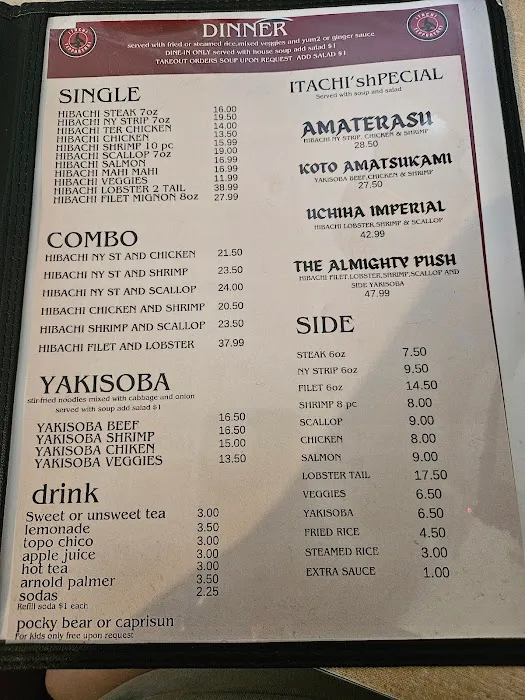 DINNER
served with fried or steamed rice,mixed veggies and yum2 or ginger sauce
DINE-IN ONLY served with house soup add salad $1
TAKEOUT ORDERS SOUP UPON REQUEST ADD SALAD $1
SINGLE
HIBACHI STEAK 7oz 16.00
HIBACHI NY STRIP 7oz 19.50
HIBACHI TER CHICKEN 14.00
HIBACHI CHICKEN 13.50
HIBACHI SHRIMP 10 pc 15.99
HIBACHI SCALLOP 7oz 19.00
HIBACHI SALMON 16.99
HIBACHI MAHI MAHI 16.99
HIBACHI VEGGIES 11.99
HIBACHI LOBSTER 2 TAIL 38.99
HIBACHI FILET MIGNON 8oz 27.99
COMBO
HIBACHI NY ST AND CHICKEN 21.50
HIBACHI NY ST AND SHRIMP 23.50
HIBACHI NY ST AND SCALLOP 24.00
HIBACHI CHICKEN AND SHRIMP 20.50
HIBACHI SHRIMP AND SCALLOP 23.50
HIBACHI FILET AND LOBSTER 37.99
YAKISOBA
stir-fried noodles mixed with cabbage and onion
served with soup add salad $1
YAKISOBA BEEF 16.50
YAKISOBA SHRIMP 16.50
YAKISOBA CHIKEN 15.00
YAKISOBA VEGGIES 13.50
drink
Sweet or unsweet tea 3.00
lemonade 3.50
topo chico 3.00
apple juice 3.00
hot tea 3.00
arnold palmer 3.50
sodas 2.25
Refill soda $1 each
pocky bear or caprisun
For kids only free upon request
ITACHI'shPECIAL
Served with soup and salad
AMATERASU
HIBACHI NY STRIP, CHICKEN & SHRIMP
28.50
KOTO AMATSUKAMI
YAKISOBA BEEF,CHICKEN & SHRIMP
27.50
UCHIHA IMPERIAL
HIBACHI LOBSTER,SHRIMP & SCALLOP
42.99
THE ALMIGHTY PUSH
HIBACHI FILET,LOBSTER,SHRIMP,SCALLOP AND
SIDE YAKISOBA
47.99
SIDE
STEAK 6oz 7.50
NY STRIP 6oz 9.50
FILET 6oz 14.50
SHRIMP 8 pc 8.00
SCALLOP 9.00
CHICKEN 8.00
SALMON 9.00
LOBSTER TAIL 17.50
VEGGIES 6.50
YAKISOBA 6.50
FRIED RICE 4.50
STEAMED RICE 3.00
EXTRA SAUCE 1.00